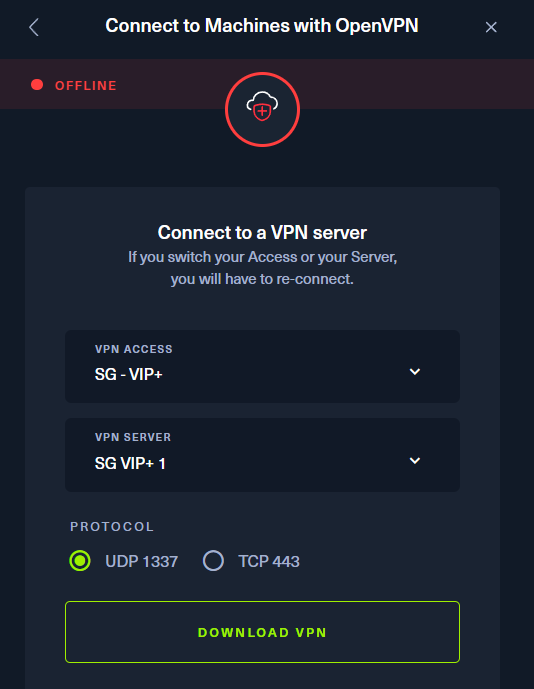 Connect to Machines with OpenVPN
OFFLINE
Connect to a VPN server
If you switch your Access or your Server,
you will have to re-connect.
VPN ACCESS
SG - VIP+
VPN SERVER
SG VIP+ 1
PROTOCOL
UDP 1337
TCP 443
DOWNLOAD VPN